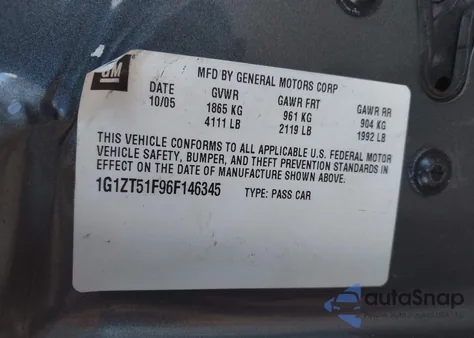 GM
MFD BY GENERAL MOTORS CORP
DATE GVWR GAWR FRT GAWR RR
10/05 1865 KG 961 KG 904 KG
4111 LB 2119 LB 1992 LB
THIS VEHICLE CONFORMS TO ALL APPLICABLE U.S. FEDERAL MOTOR
VEHICLE SAFETY, BUMPER, AND THEFT PREVENTION STANDARDS IN
EFFECT ON THE DATE OF MANUFACTURE SHOWN ABOVE.
1G1ZT51F96F146345 TYPE: PASS CAR
autoSnap